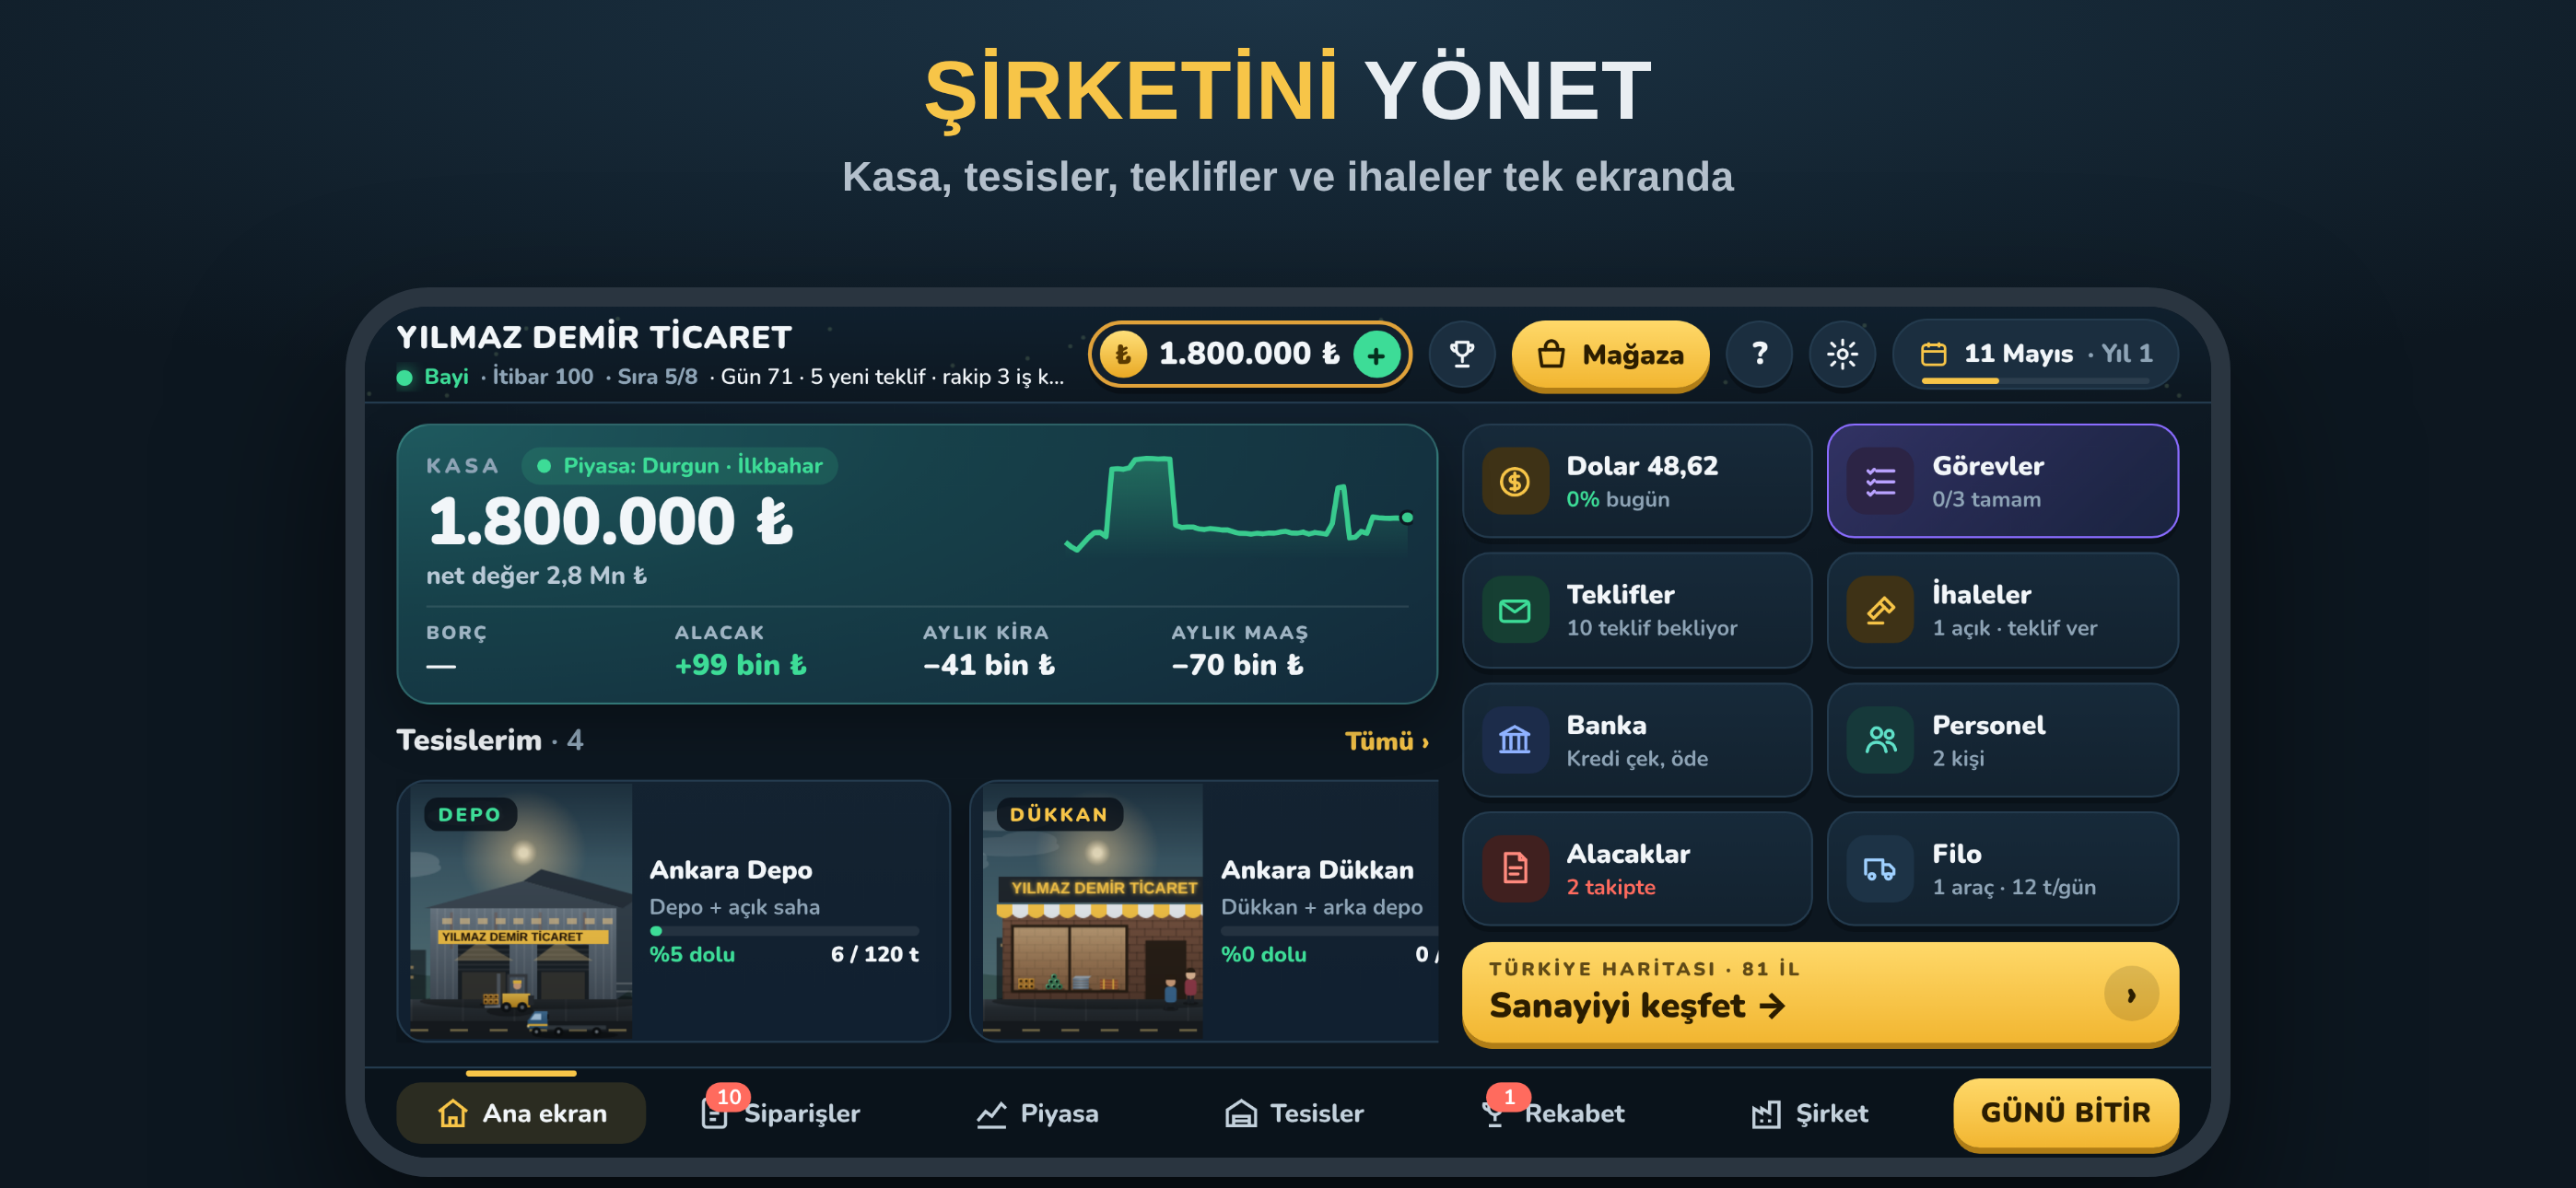 ŞİRKETİNİ YÖNET
Kasa, tesisler, teklifler ve ihaleler tek ekranda
YILMAZ DEMİR TİCARET
Bayi · İtibar 100 · Sıra 5/8 · Gün 71 · 5 yeni teklif · rakip 3 iş k...
₺ 1.800.000 ₺ +
Mağaza
?
11 Mayıs · Yıl 1
KASA
Piyasa: Durgun · İlkbahar
1.800.000 ₺
net değer 2,8 Mn ₺
BORÇ
—
ALACAK
+99 bin ₺
AYLIK KİRA
−41 bin ₺
AYLIK MAAŞ
−70 bin ₺
Dolar 48,62
0% bugün
Görevler
0/3 tamam
Teklifler
10 teklif bekliyor
İhaleler
1 açık · teklif ver
Banka
Kredi çek, öde
Personel
2 kişi
Alacaklar
2 takipte
Filo
1 araç · 12 t/gün
TÜRKİYE HARİTASI · 81 İL
Sanayiyi keşfet →
›
Tesislerim · 4
Tümü ›
DEPO
YILMAZ DEMİR TİCARET
Ankara Depo
Depo + açık saha
%5 dolu
6 / 120 t
DÜKKAN
YILMAZ DEMİR TİCARET
Ankara Dükkan
Dükkan + arka depo
%0 dolu
0 /
Ana ekran
10
Siparişler
Piyasa
Tesisler
1
Rekabet
Şirket
GÜNÜ BİTİR